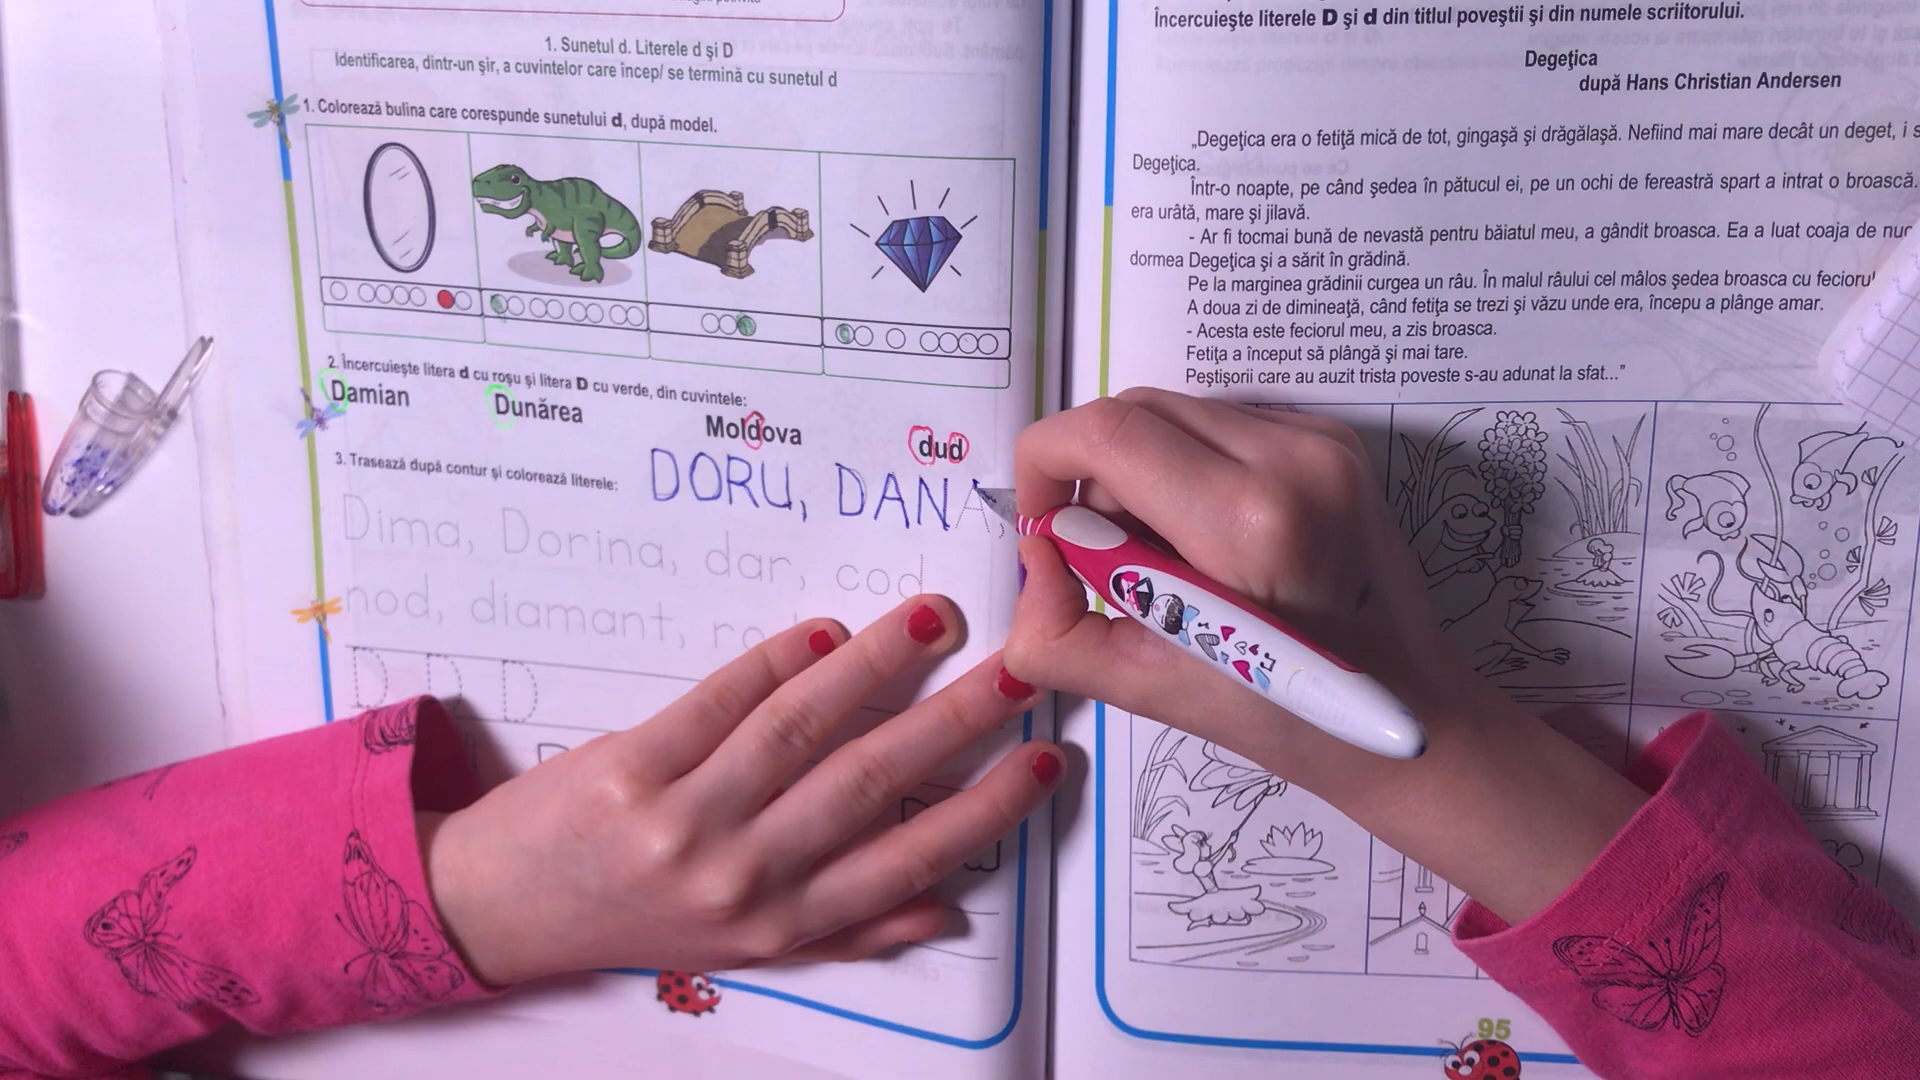 1. Sunetul d. Literele d şi D
Identificarea, dintr-un şir, a cuvintelor care încep/ se termină cu sunetul d
1. Colorează bulina care corespunde sunetului d, după model.
2. Încercuieşte litera d cu roşu şi litera D cu verde, din cuvintele:
Damian Dunărea Moldova dud
3. Trasează după contur şi colorează literele: DORU, DANA,
Dima, Dorina, dar, cod
nod, diamant,
D D D
Încercuieşte literele D şi d din titlul poveştii şi din numele scriitorului.
Degeţica
după Hans Christian Andersen
„Degeţica era o fetiţă mică de tot, gingaşă şi drăgălaşă. Nefiind mai mare decât un deget, i s
Degeţica.
Într-o noapte, pe când şedea în pătucul ei, pe un ochi de fereastră spart a intrat o broască.
era urâtă, mare şi jilavă.
- Ar fi tocmai bună de nevastă pentru băiatul meu, a gândit broasca. Ea a luat coaja de nuc
dormea Degeţica şi a sărit în grădină.
Pe la marginea grădinii curgea un râu. În malul râului cel mâlos şedea broasca cu feciorul
A doua zi de dimineaţă, când fetiţa se trezi şi văzu unde era, începu a plânge amar.
- Acesta este feciorul meu, a zis broasca.
Fetiţa a început să plângă şi mai tare.
Peştişorii care au auzit trista poveste s-au adunat la sfat...”
95